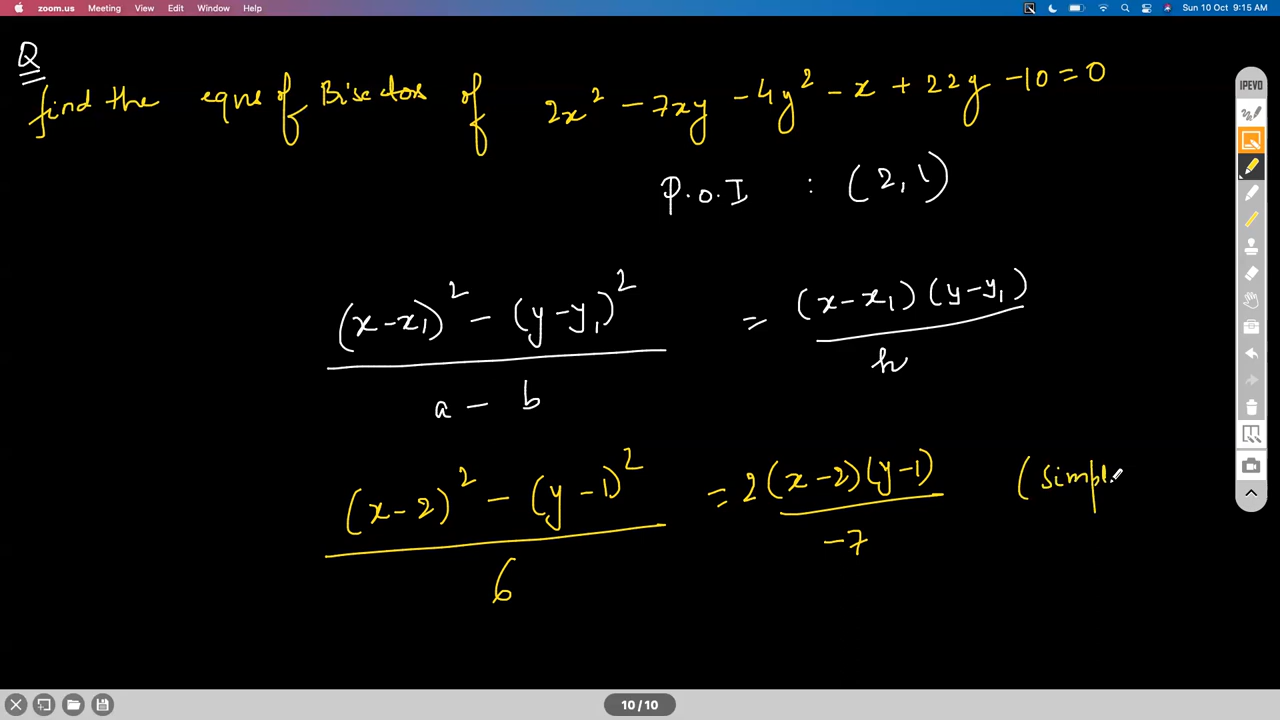 zoom.us Meeting View Edit Window Help Sun 10 Oct 9:15 AM
Q
find the eqns of Bisectors of 2x² - 7xy - 4y² - x + 22y - 10 = 0
P.O.I : (2, 1)
(x-x₁)² - (y-y₁)² / a - b = (x-x₁)(y-y₁) / h
(x-2)² - (y-1)² / 6 = 2(x-2)(y-1) / -7 (Simpl
IPEVO
10 / 10